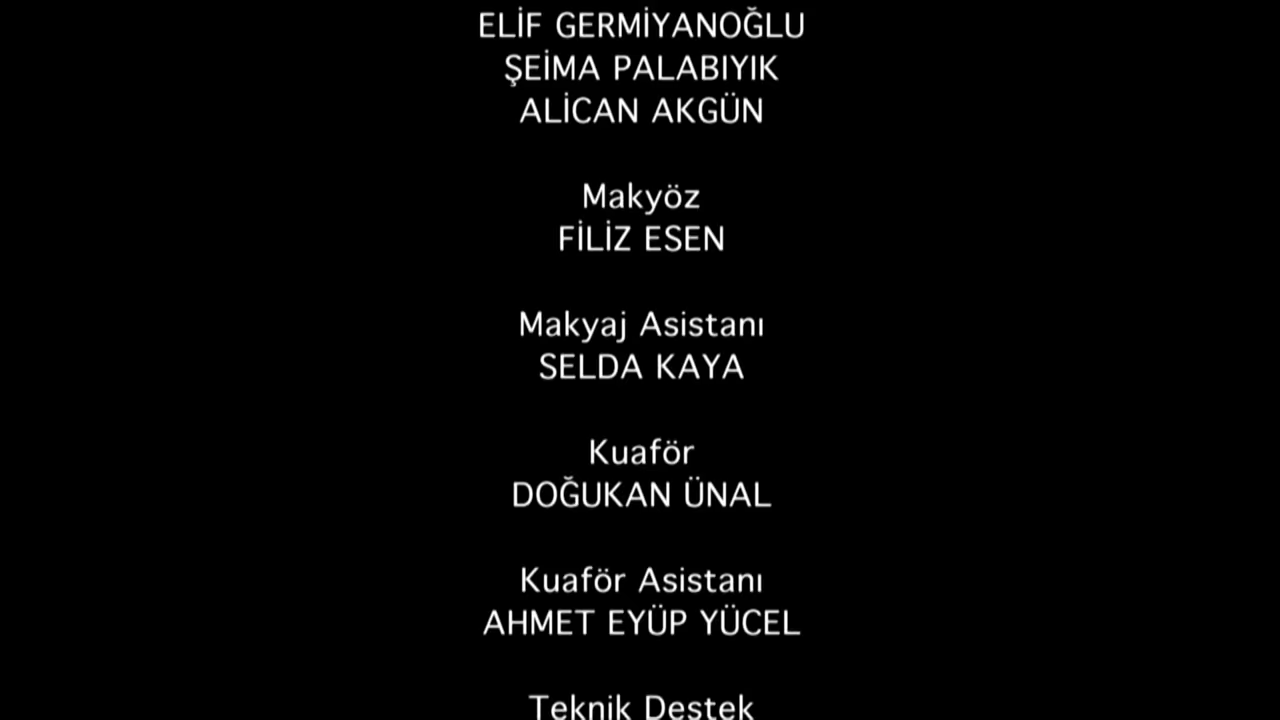 ELİF GERMİYANOĞLU
ŞEİMA PALABIYIK
ALİCAN AKGÜN
Makyöz
FİLİZ ESEN
Makyaj Asistanı
SELDA KAYA
Kuaför
DOĞUKAN ÜNAL
Kuaför Asistanı
AHMET EYÜP YÜCEL
Teknik Destek